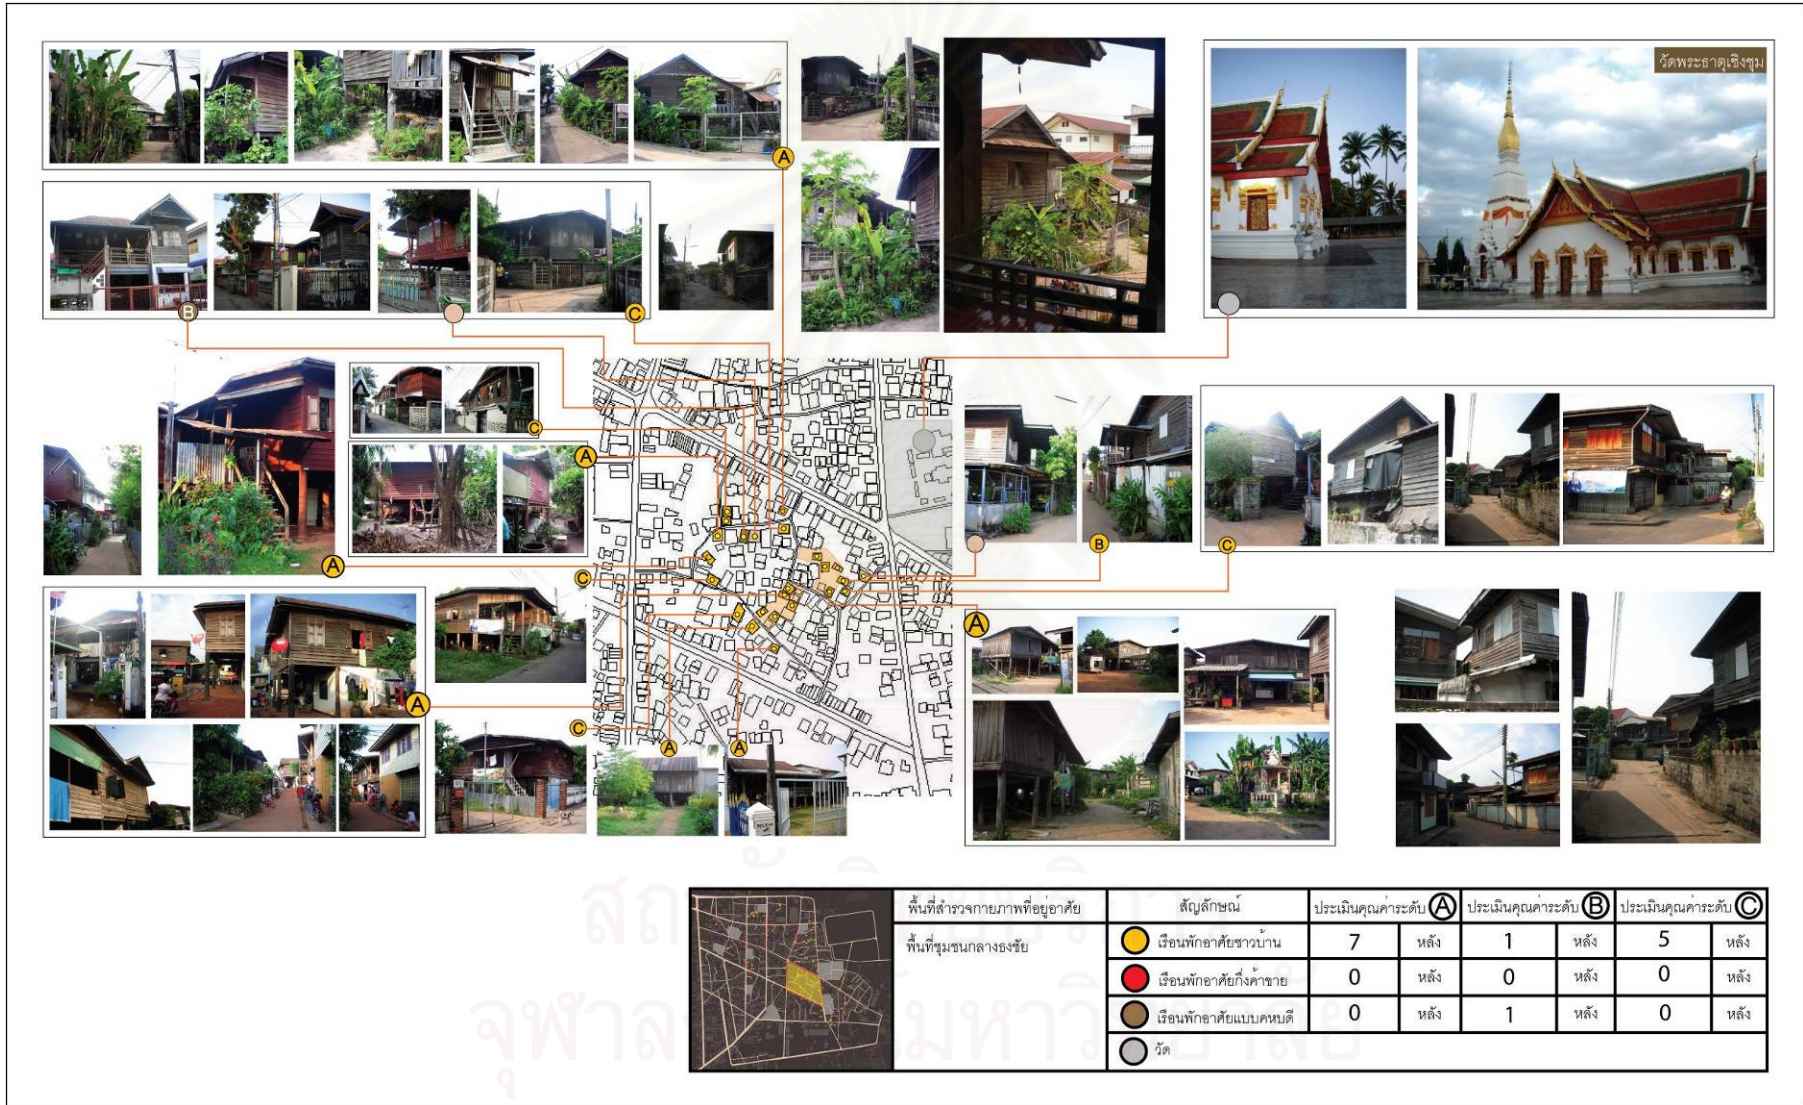 วัดพระธาตุเชิงชุม
A
B
C
C
A
A
C
B
C
A
A
C
A
A
พื้นที่สำรวจกายภาพที่อยู่อาศัย สัญลักษณ์ ประเมินคุณค่าระดับ A ประเมินคุณค่าระดับ B ประเมินคุณค่าระดับ C
พื้นที่ชุมชนกลางธงชัย เรือนพักอาศัยชาวบ้าน 7 หลัง 1 หลัง 5 หลัง
เรือนพักอาศัยกึ่งค้าขาย 0 หลัง 0 หลัง 0 หลัง
เรือนพักอาศัยแบบคหบดี 0 หลัง 1 หลัง 0 หลัง
วัด